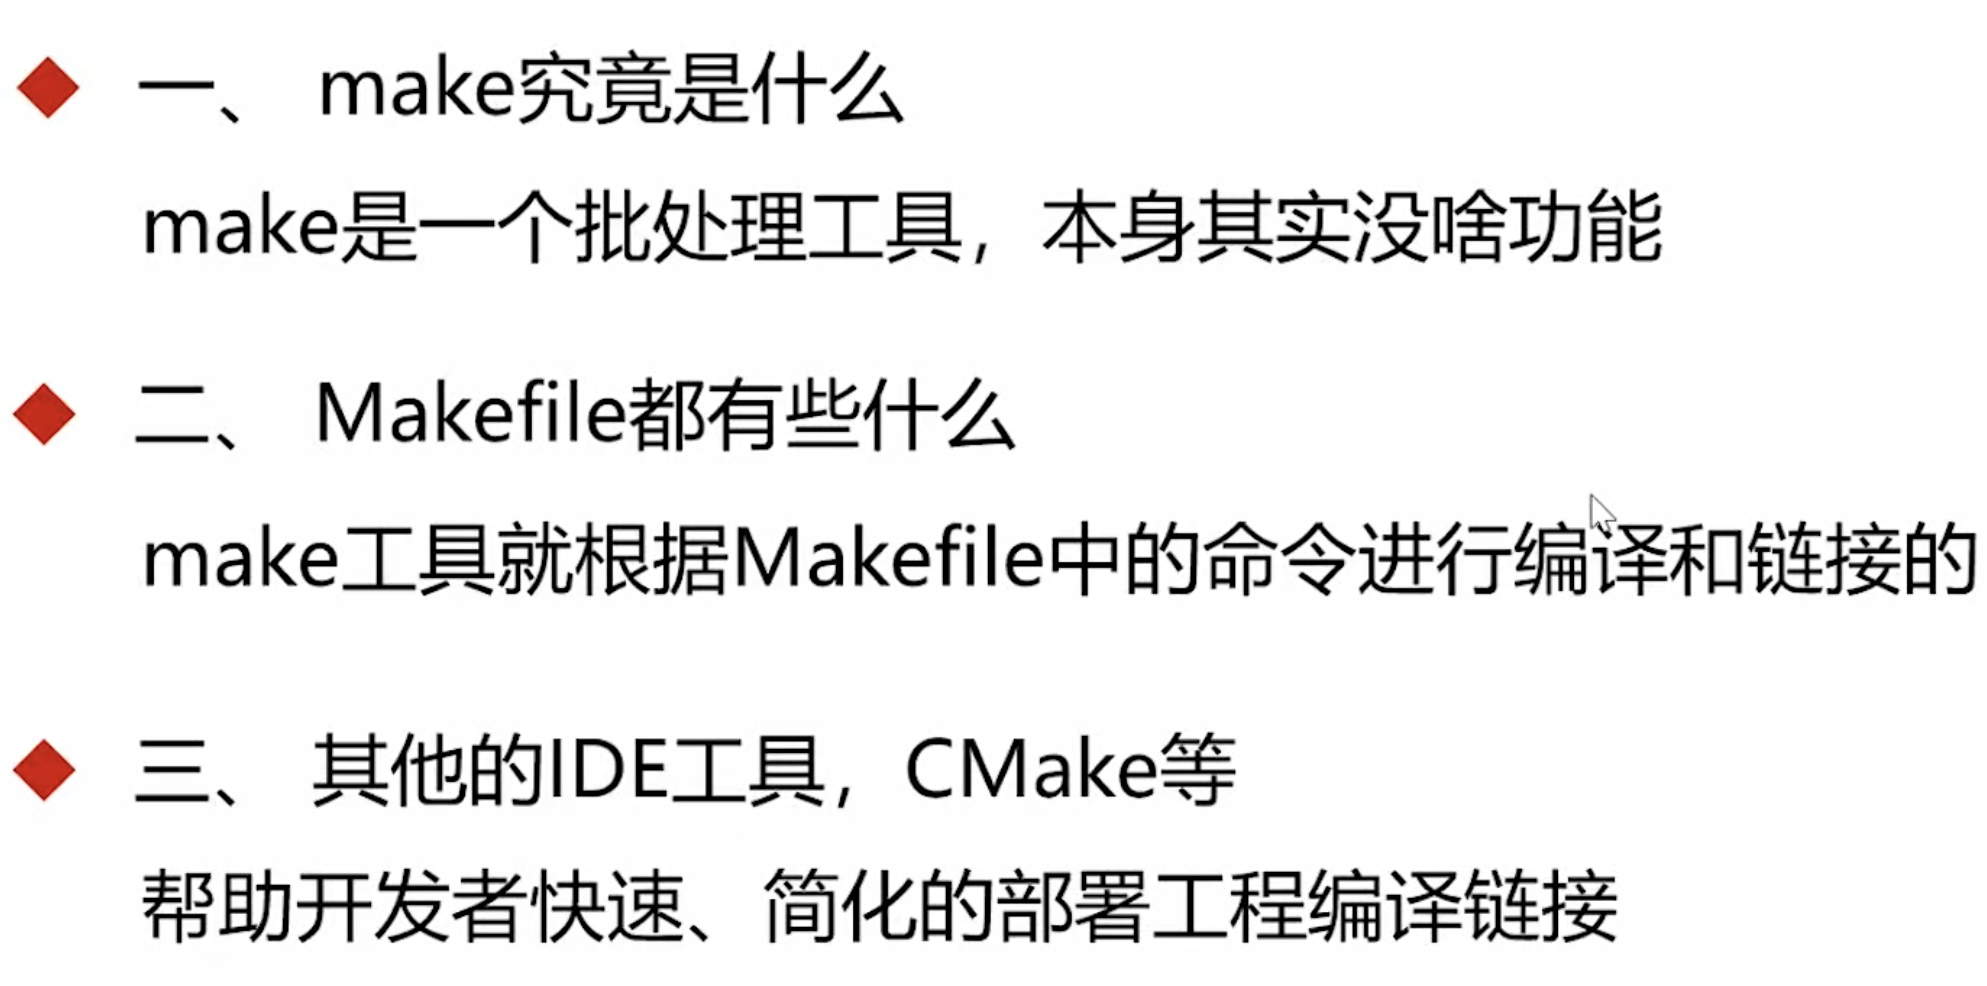 一、 make究竟是什么
make是一个批处理工具，本身其实没啥功能
二、 Makefile都有些什么
make工具就根据Makefile中的命令进行编译和链接的
三、 其他的IDE工具，CMake等
帮助开发者快速、简化的部署工程编译链接